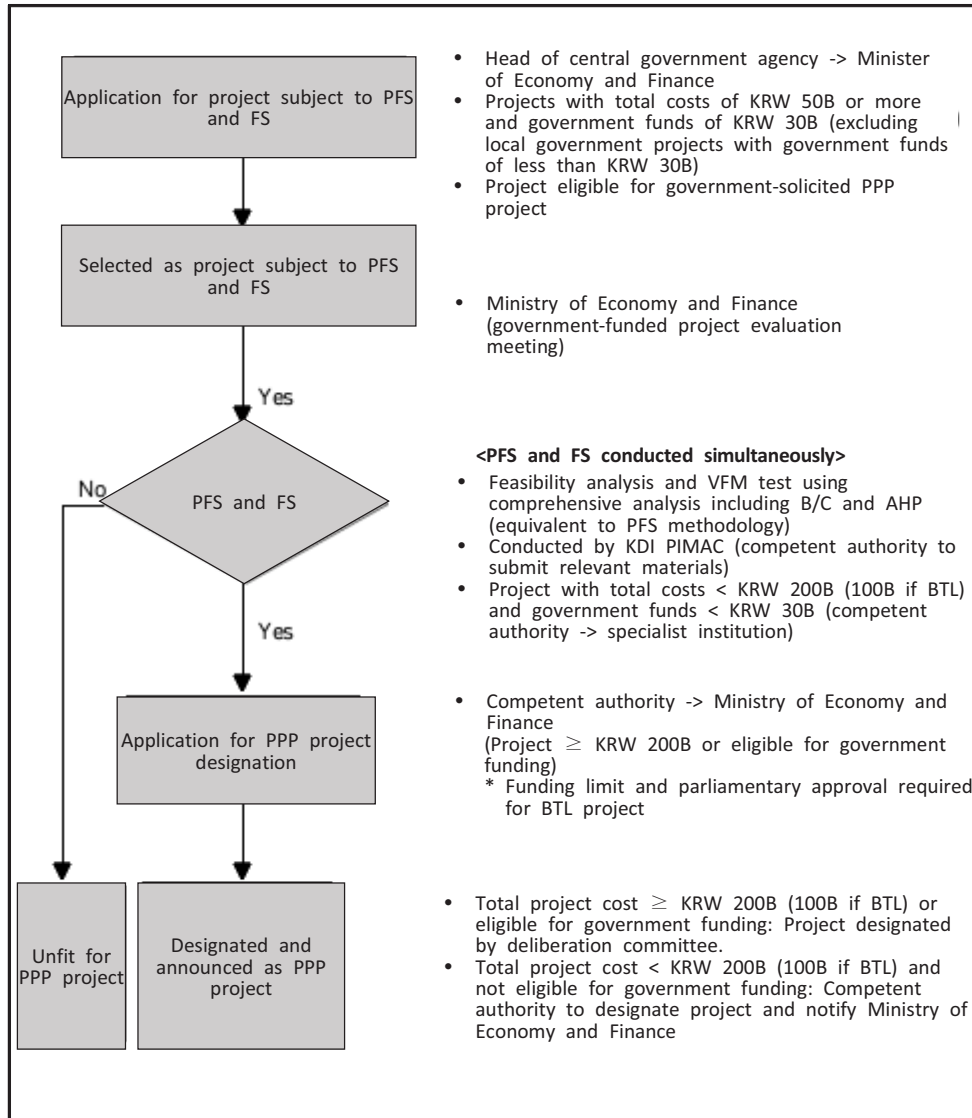 Application for project subject to PFS
and FS
• Head of central government agency -> Minister
of Economy and Finance
• Projects with total costs of KRW 50B or more
and government funds of KRW 30B (excluding
local government projects with government funds
of less than KRW 30B)
• Project eligible for government-solicited PPP
project
Selected as project subject to PFS
and FS
• Ministry of Economy and Finance
(government-funded project evaluation
meeting)
Yes
No
PFS and FS
<PFS and FS conducted simultaneously>
• Feasibility analysis and VFM test using
comprehensive analysis including B/C and AHP
(equivalent to PFS methodology)
• Conducted by KDI PIMAC (competent authority to
submit relevant materials)
• Project with total costs < KRW 200B (100B if BTL)
and government funds < KRW 30B (competent
authority -> specialist institution)
Yes
Application for PPP project
designation
• Competent authority -> Ministry of Economy and
Finance
(Project ≥ KRW 200B or eligible for government
funding)
* Funding limit and parliamentary approval required
for BTL project
Unfit for
PPP project
Designated and
announced as PPP
project
• Total project cost ≥ KRW 200B (100B if BTL) or
eligible for government funding: Project designated
by deliberation committee.
• Total project cost < KRW 200B (100B if BTL) and
not eligible for government funding: Competent
authority to designate project and notify Ministry of
Economy and Finance